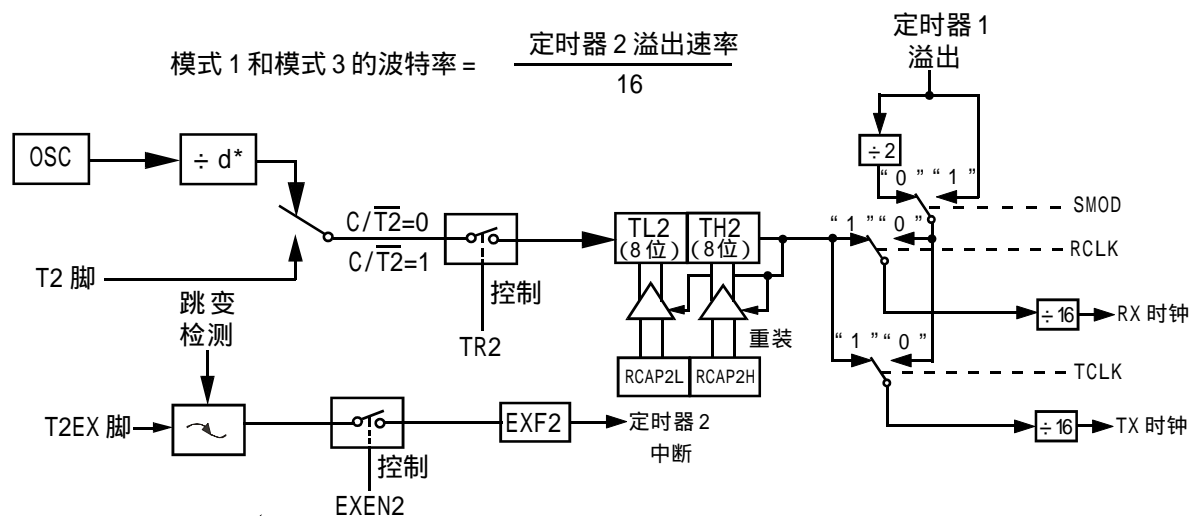 定时器 1
溢出
模式 1 和模式 3 的波特率 = 定时器 2 溢出速率
16
OSC
÷ d*
÷ 2
“ 0 ” “ 1 ”
SMOD
C/T2=0
C/T2=1
TL2
(8 位)
TH2
(8 位)
“ 1 ” “ 0 ”
RCLK
T2 脚
控制
TR2
跳变
检测
重装
÷ 16
RX 时钟
“ 1 ” “ 0 ”
RCAP2L
RCAP2H
TCLK
T2EX 脚
EXF2
定时器 2
中断
÷ 16
TX 时钟
控制
EXEN2